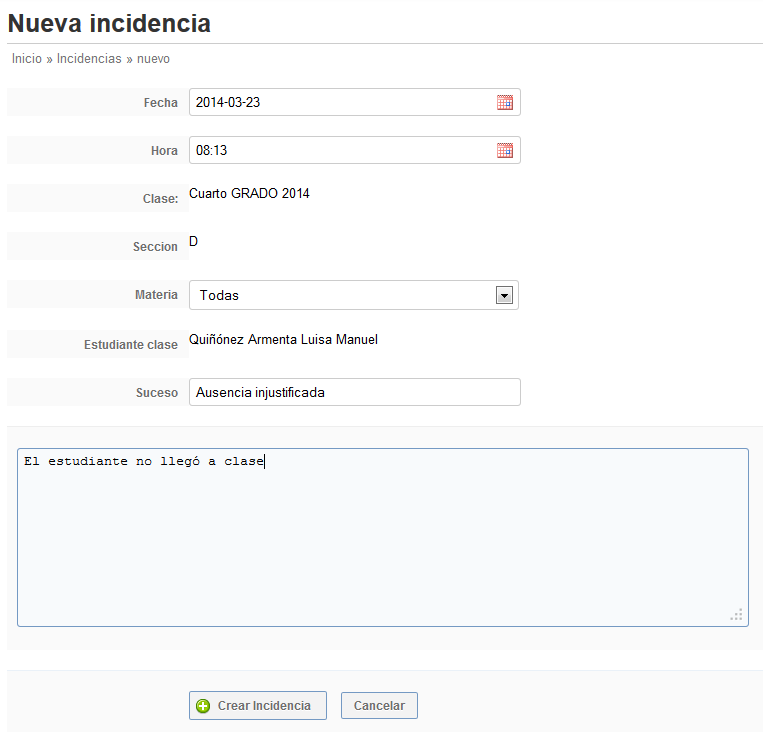 Nueva incidencia
Inicio » Incidencias » nuevo
Fecha 2014-03-23
Hora 08:13
Clase: Cuarto GRADO 2014
Seccion D
Materia Todas
Estudiante clase Quiñónez Armenta Luisa Manuel
Suceso Ausencia injustificada
El estudiante no llegó a clase
Crear Incidencia Cancelar